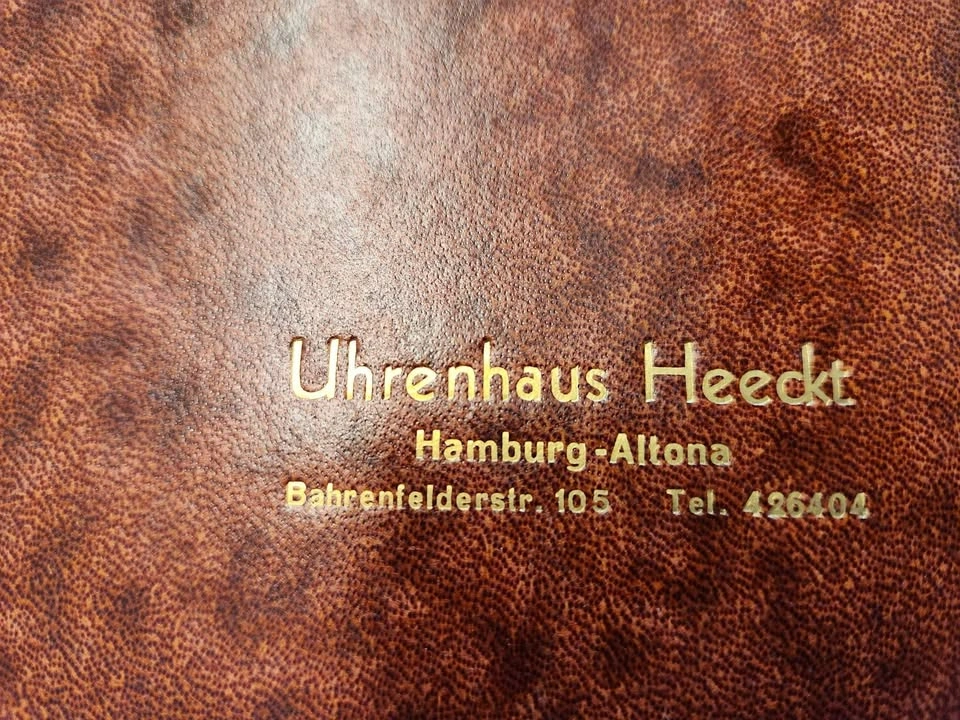 Uhrenhaus Heeckt
Hamburg-Altona
Bahrenfelderstr. 105 Tel. 426404